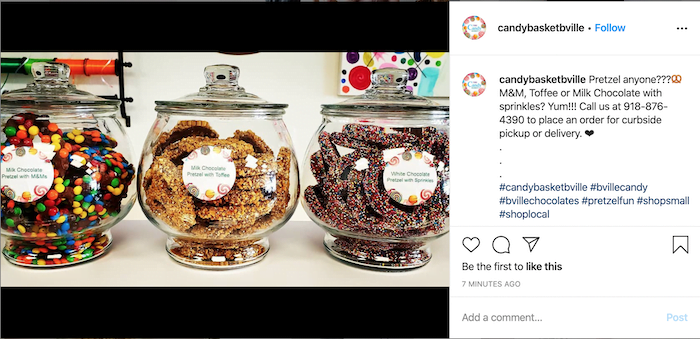 Milk Chocolate
Pretzel with M&Ms
Milk Chocolate
Pretzel with Toffee
White Chocolate
Pretzel with Sprinkles
candybasketbville • Follow
candybasketbville Pretzel anyone???🥨
M&M, Toffee or Milk Chocolate with
sprinkles? Yum!!! Call us at 918-876-
4390 to place an order for curbside
pickup or delivery. ❤
.
.
.
#candybasketbville #bvillecandy
#bvillechocolates #pretzelfun #shopsmall
#shoplocal
Be the first to like this
7 MINUTES AGO
Add a comment... Post